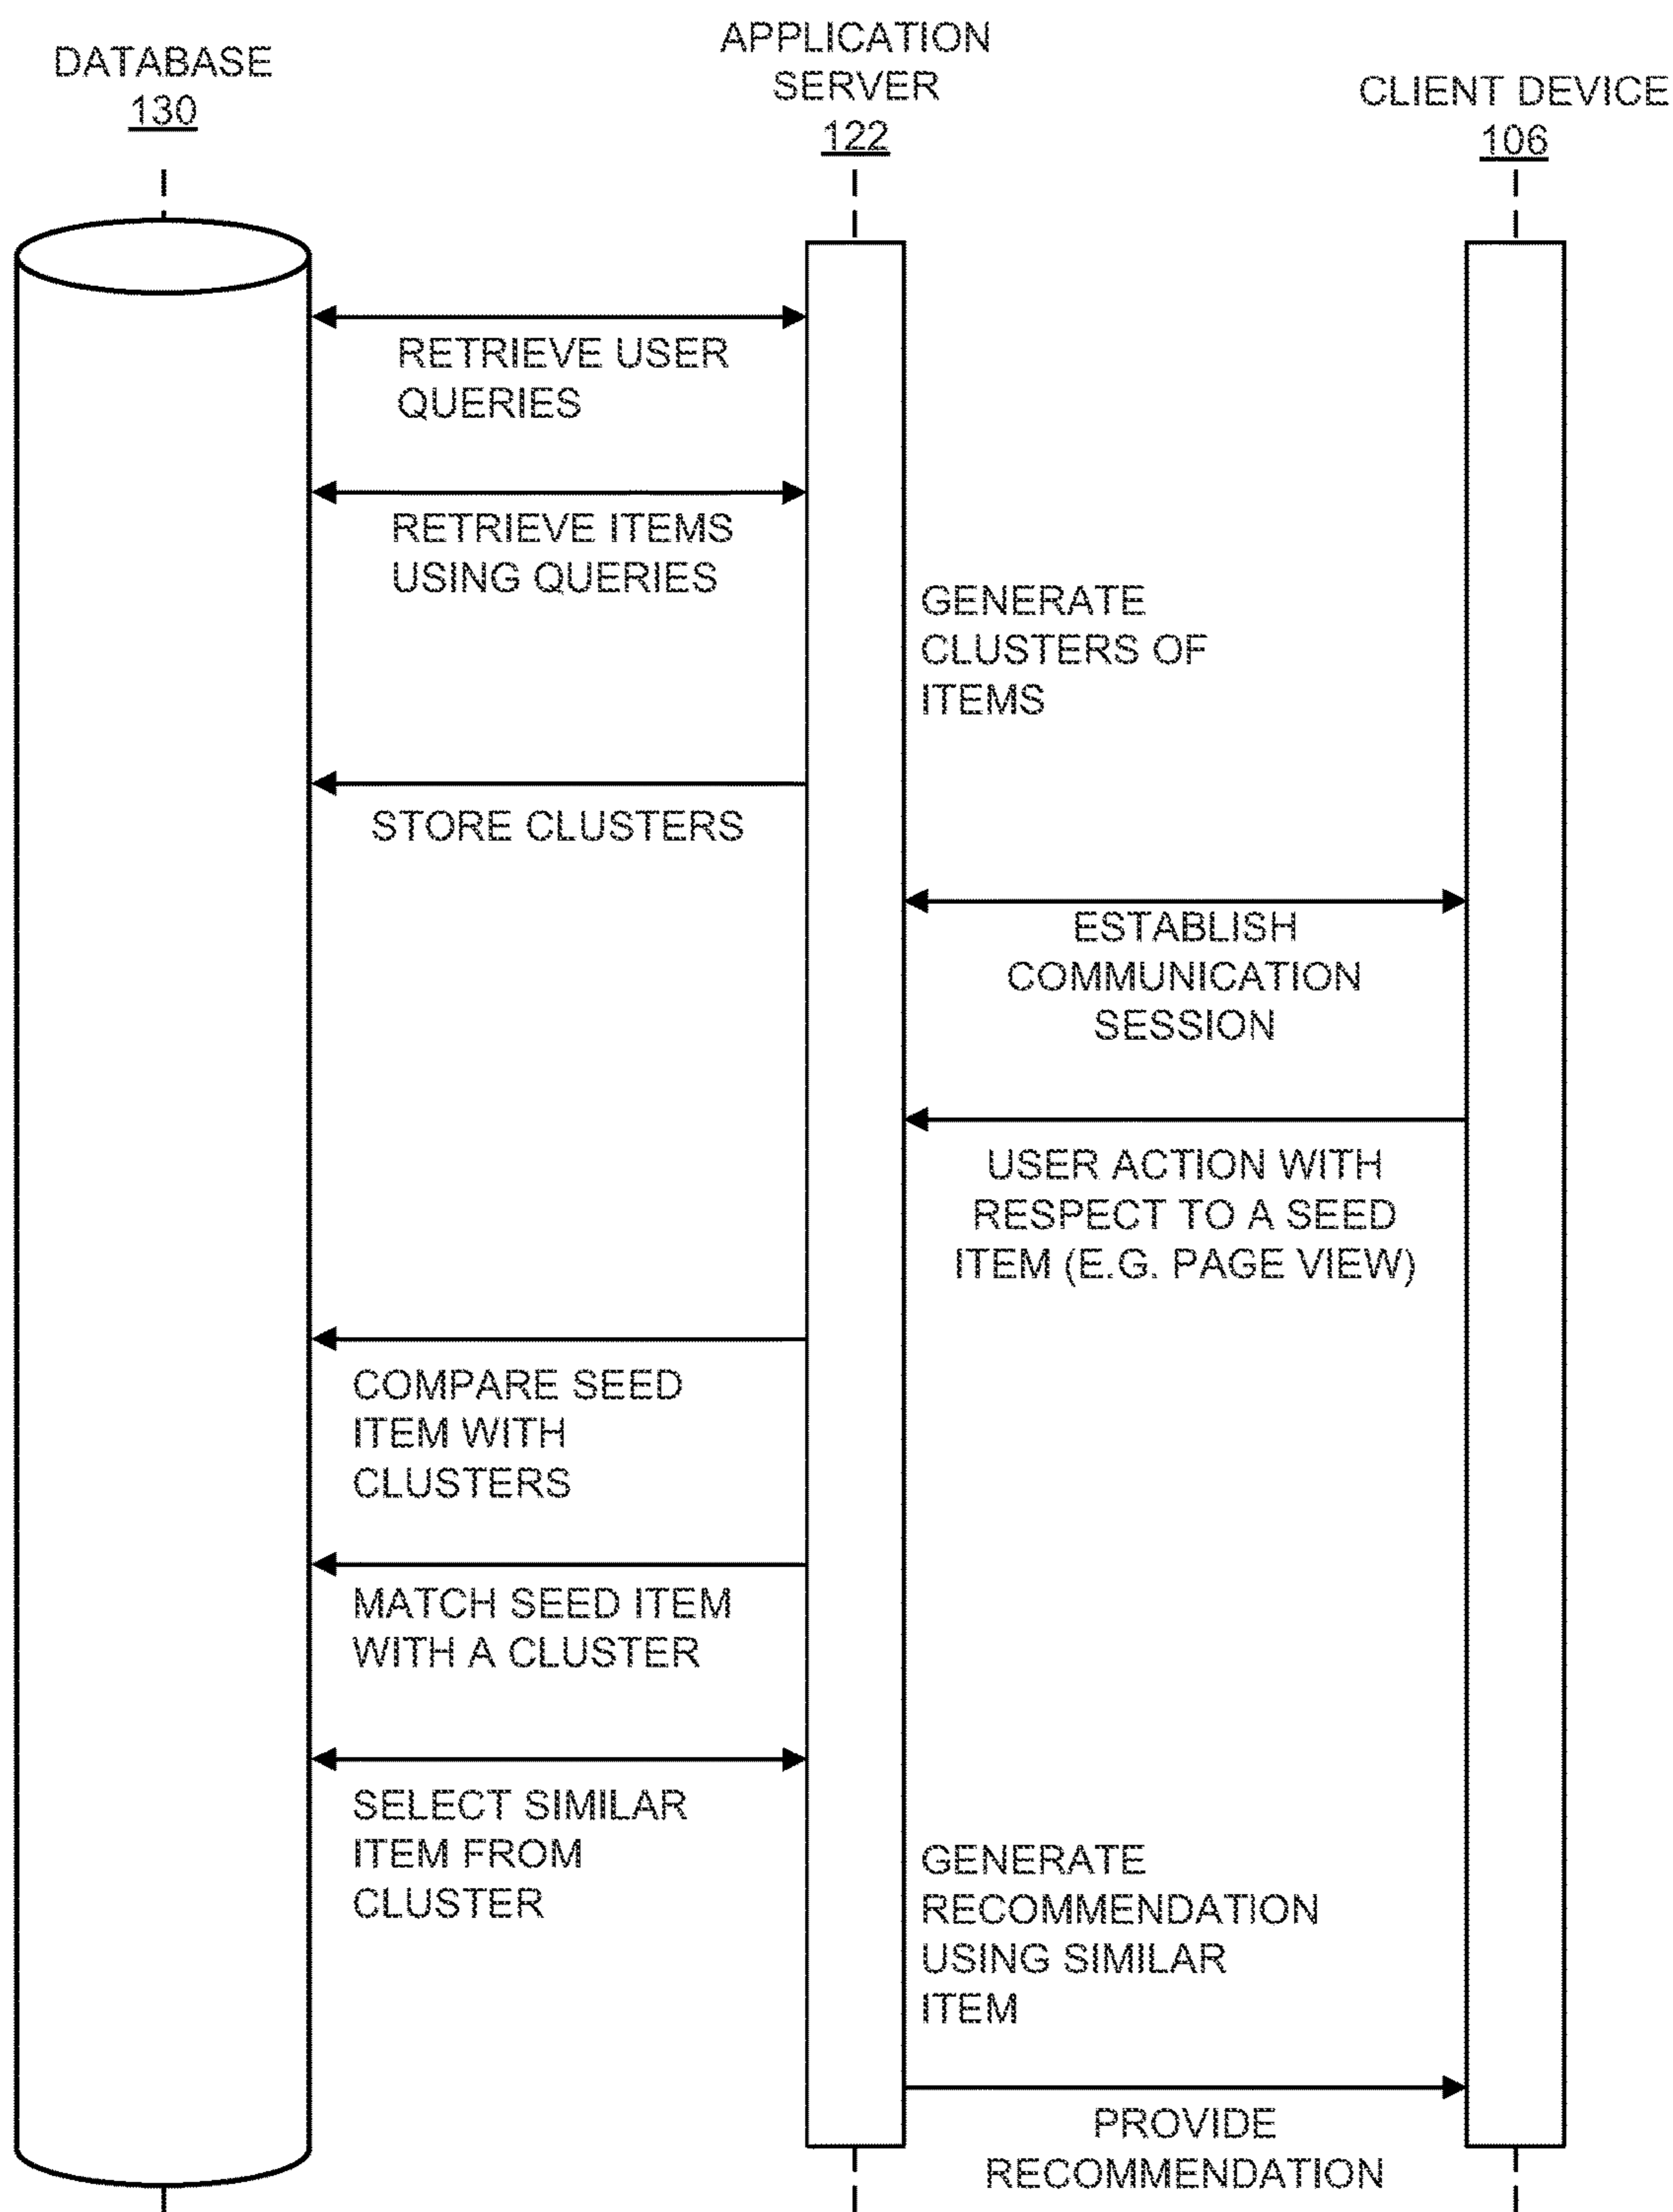 DATABASE
130
APPLICATION
SERVER
122
CLIENT DEVICE
106
RETRIEVE USER
QUERIES
RETRIEVE ITEMS
USING QUERIES
GENERATE
CLUSTERS OF
ITEMS
STORE CLUSTERS
ESTABLISH
COMMUNICATION
SESSION
USER ACTION WITH
RESPECT TO A SEED
ITEM (E.G. PAGE VIEW)
COMPARE SEED
ITEM WITH
CLUSTERS
MATCH SEED ITEM
WITH A CLUSTER
SELECT SIMILAR
ITEM FROM
CLUSTER
GENERATE
RECOMMENDATION
USING SIMILAR
ITEM
PROVIDE
RECOMMENDATION